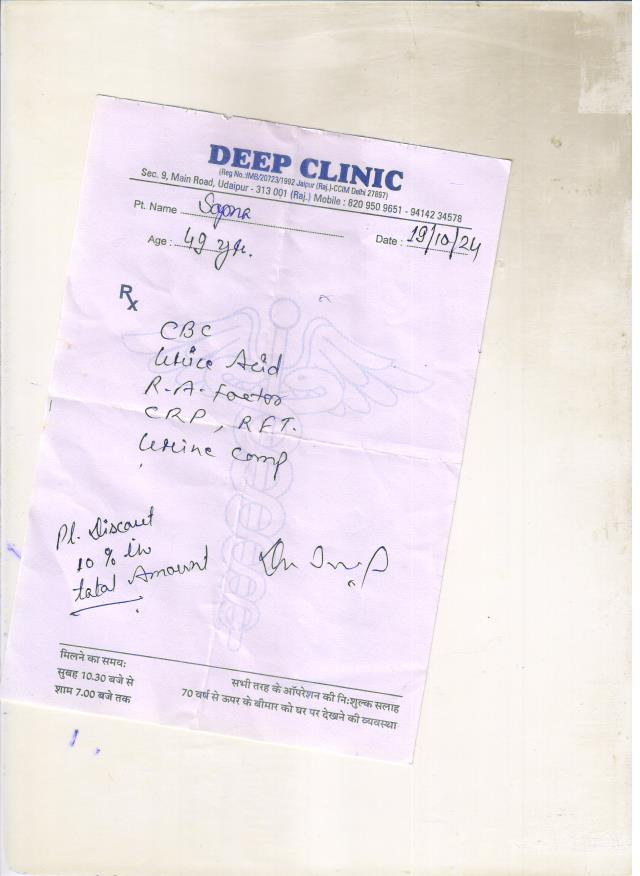 DEEP CLINIC
(Reg No.:IMB/20723/1992 Jaipur (Raj.)-CCIM Delhi 27897)
Sec. 9, Main Road, Udaipur - 313 001 (Raj.) Mobile : 820 950 9651 - 94142 34578
Pt. Name
Age : 49 yr. Date : 19/10/24
Rx
CBC
Urice Acid
R.A. factor
CRP, RFT.
Urine Comp
Pl. Discout
10 % in
total Amount
मिलने का समय:
सुबह 10.30 बजे से
शाम 7.00 बजे तक
सभी तरह के ऑपरेशन की नि:शुल्क सलाह
70 वर्ष से ऊपर के बीमार को घर पर देखने की व्यवस्था